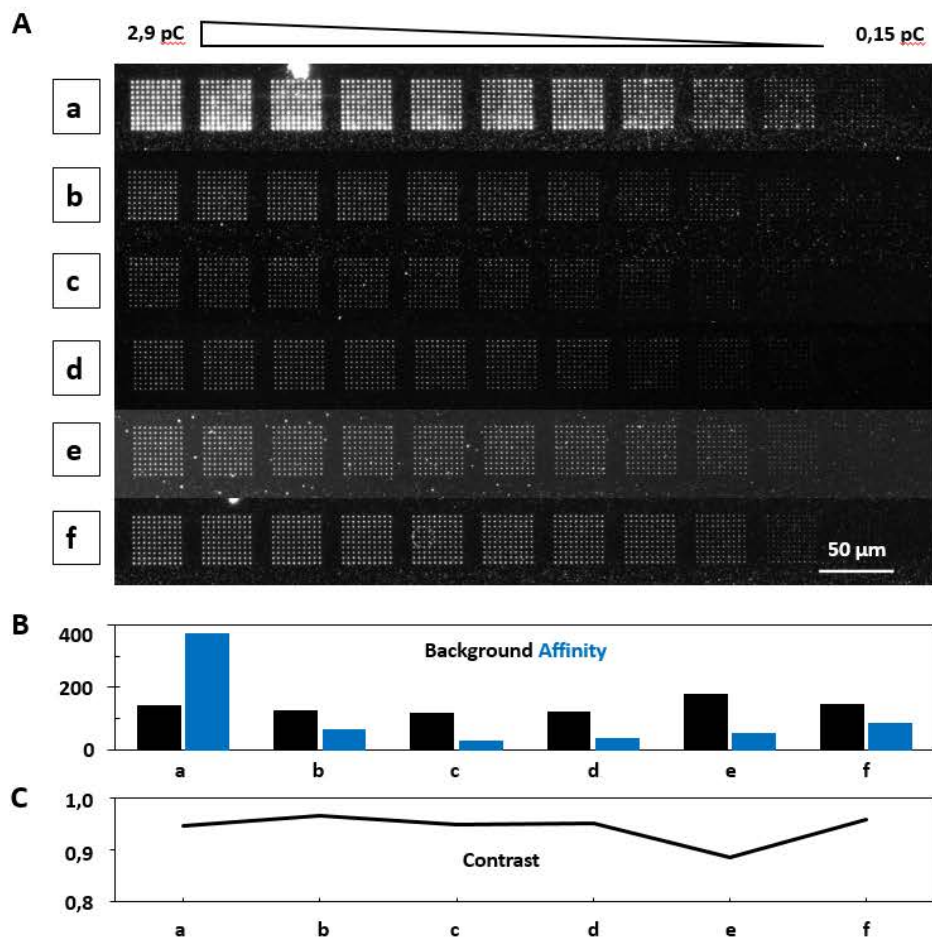 A
2,9 pC
0,15 pC
a
b
c
d
e
f
50 µm
B
400
200
0
Background Affinity
a b c d e f
C
1,0
0,9
0,8
Contrast
a b c d e f